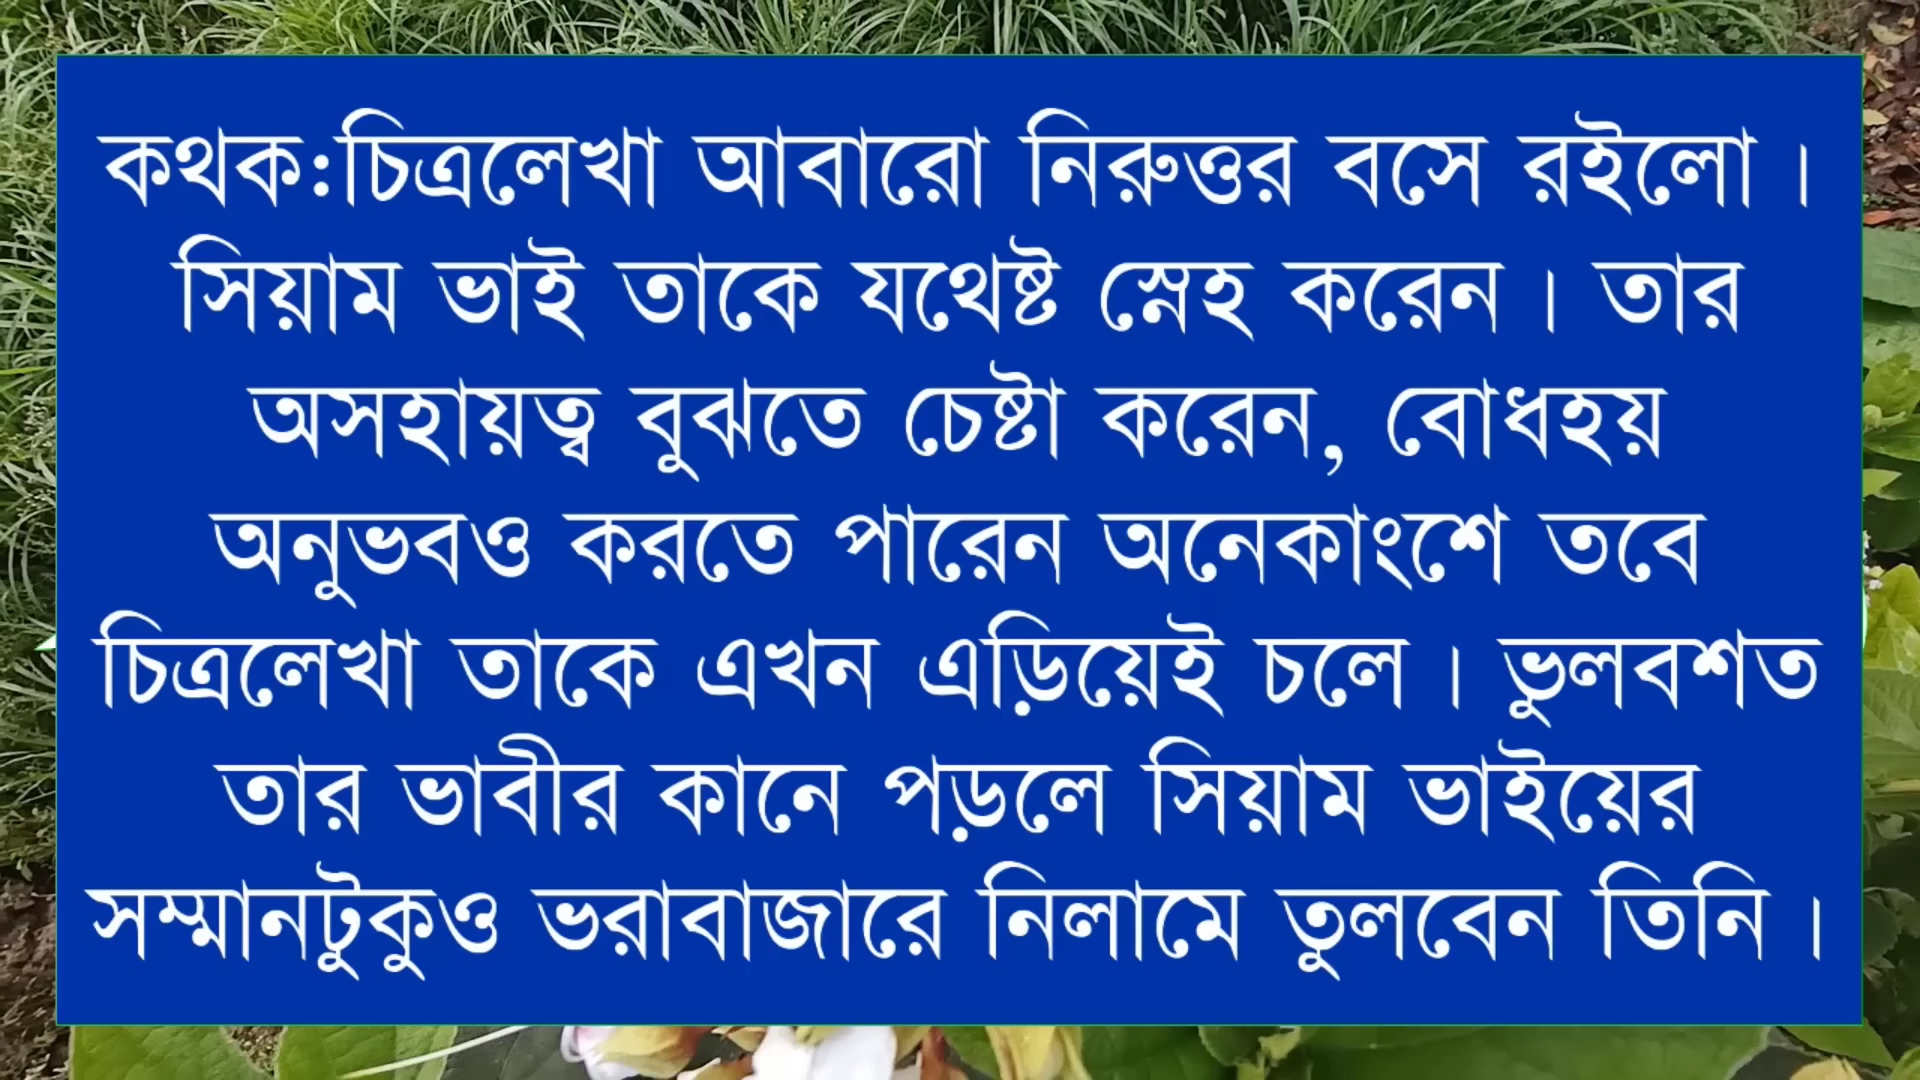 কথক:চিত্রলেখা আবারো নিরুত্তর বসে রইলো ।
সিয়াম ভাই তাকে যথেষ্ট স্নেহ করেন । তার
অসহায়ত্ব বুঝতে চেষ্টা করেন, বোধহয়
অনুভবও করতে পারেন অনেকাংশে তবে
চিত্রলেখা তাকে এখন এড়িয়েই চলে । ভুলবশত
তার ভাবীর কানে পড়লে সিয়াম ভাইয়ের
সম্মানটুকুও ভরাবাজারে নিলামে তুলবেন তিনি ।